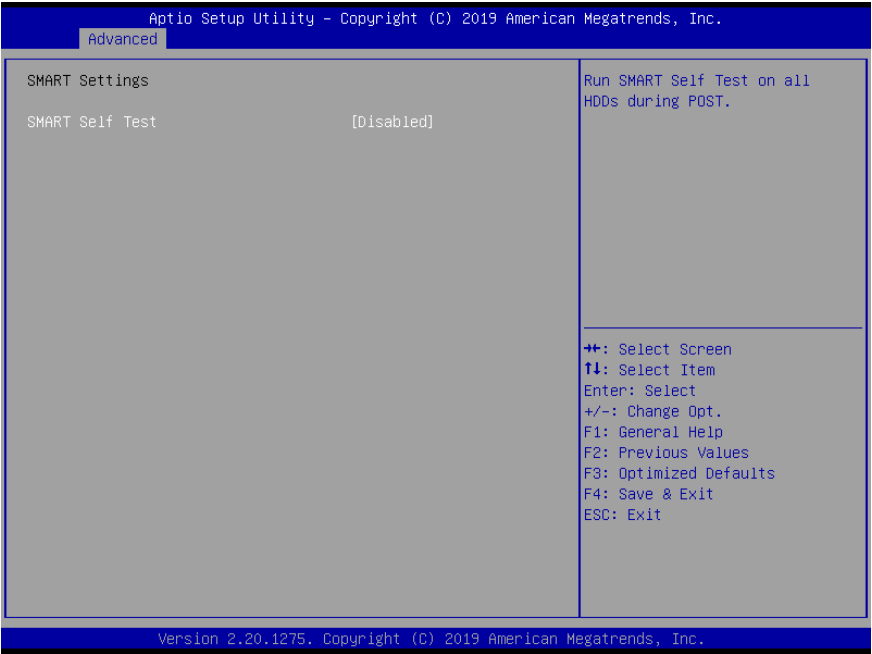 Aptio Setup Utility – Copyright (C) 2019 American Megatrends, Inc.
Advanced
SMART Settings
SMART Self Test [Disabled]
Run SMART Self Test on all
HDDs during POST.
→←: Select Screen
↑↓: Select Item
Enter: Select
+/-: Change Opt.
F1: General Help
F2: Previous Values
F3: Optimized Defaults
F4: Save & Exit
ESC: Exit
Version 2.20.1275. Copyright (C) 2019 American Megatrends, Inc.